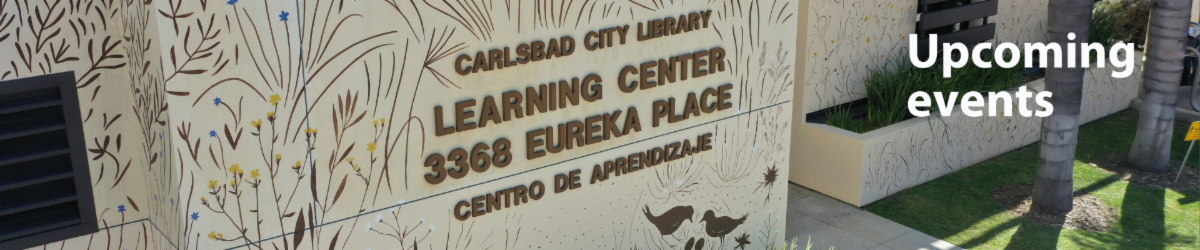 CARLSBAD CITY LIBRARY
LEARNING CENTER
3368 EUREKA PLACE
CENTRO DE APRENDIZAJE
Upcoming
events